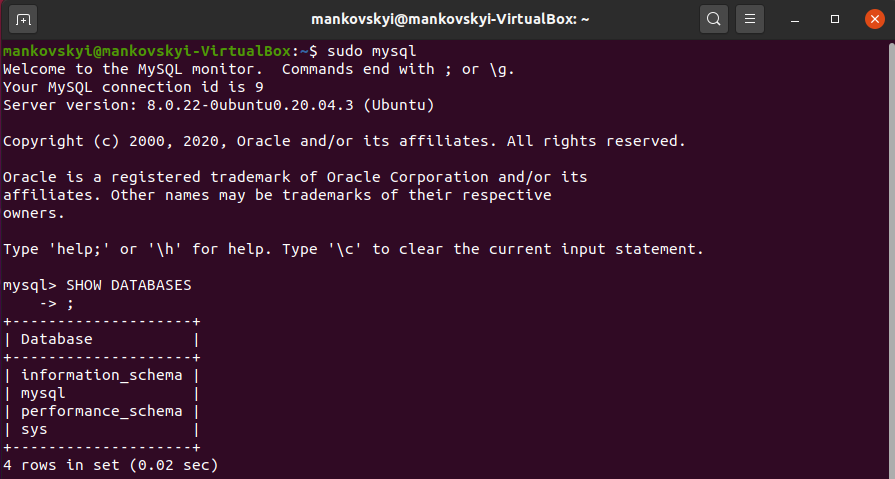 mankovskyi@mankovskyi-VirtualBox: ~
mankovskyi@mankovskyi-VirtualBox:~$ sudo mysql
Welcome to the MySQL monitor.  Commands end with ; or \g.
Your MySQL connection id is 9
Server version: 8.0.22-0ubuntu0.20.04.3 (Ubuntu)

Copyright (c) 2000, 2020, Oracle and/or its affiliates. All rights reserved.

Oracle is a registered trademark of Oracle Corporation and/or its
affiliates. Other names may be trademarks of their respective
owners.

Type 'help;' or '\h' for help. Type '\c' to clear the current input statement.

mysql> SHOW DATABASES
    -> ;
+--------------------+
| Database           |
+--------------------+
| information_schema |
| mysql              |
| performance_schema |
| sys                |
+--------------------+
4 rows in set (0.02 sec)